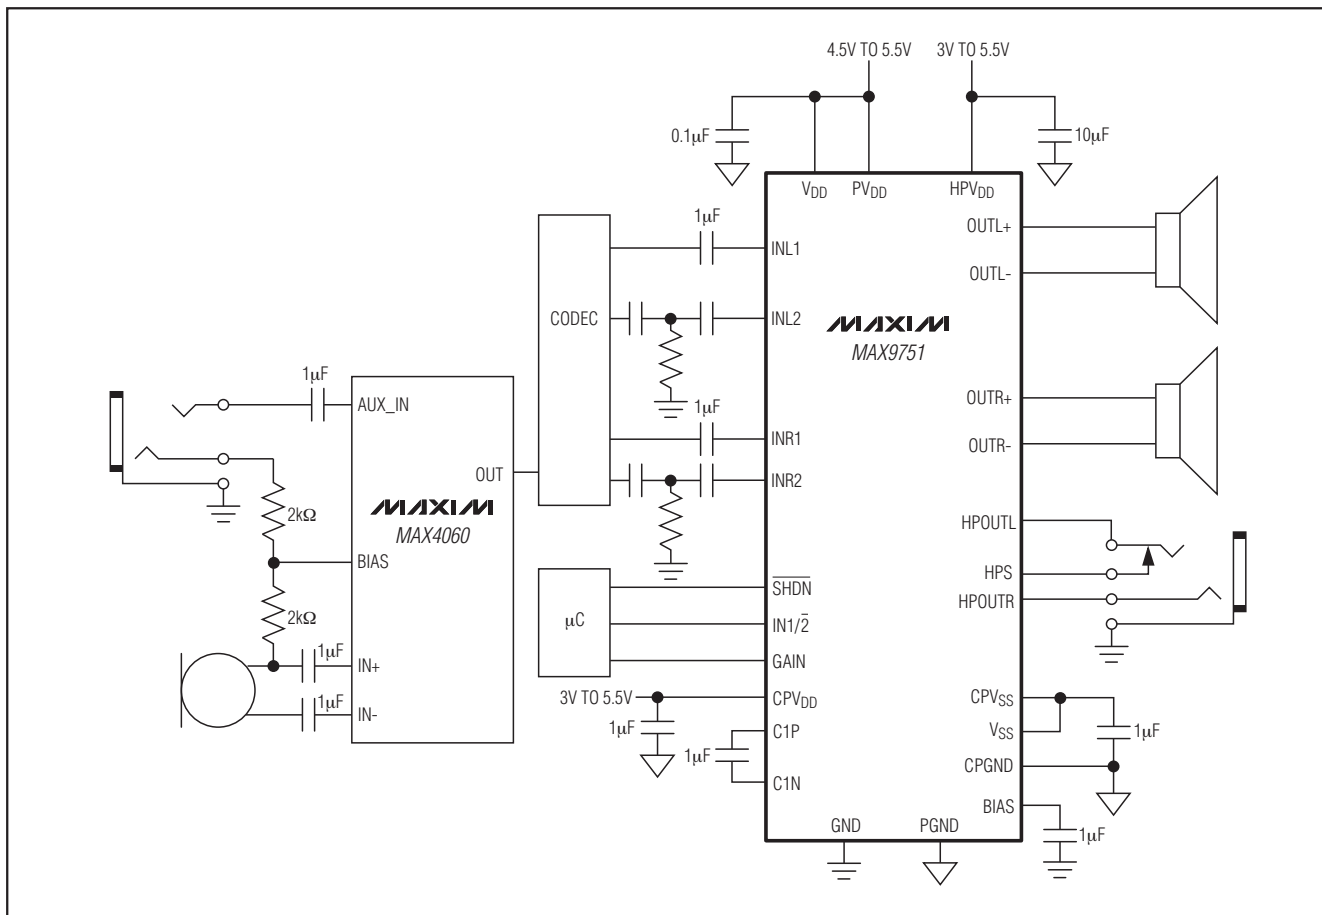 4.5V TO 5.5V
3V TO 5.5V
0.1μF
10μF
VDD
PVDD
HPVDD
1μF
INL1
OUTL+
OUTL-
CODEC
INL2
MAXIM
MAX9751
1μF
AUX_IN
1μF
INR1
OUTR+
OUTR-
INR2
OUT
2kΩ
MAXIM
MAX4060
BIAS
HPOUTL
HPS
HPOUTR
μC
S̅H̅D̅N̅
IN1/2̅
GAIN
2kΩ
1μF
IN+
1μF
IN-
3V TO 5.5V
CPVDD
1μF
C1P
1μF
C1N
CPVSS
VSS
1μF
CPGND
BIAS
1μF
GND
PGND